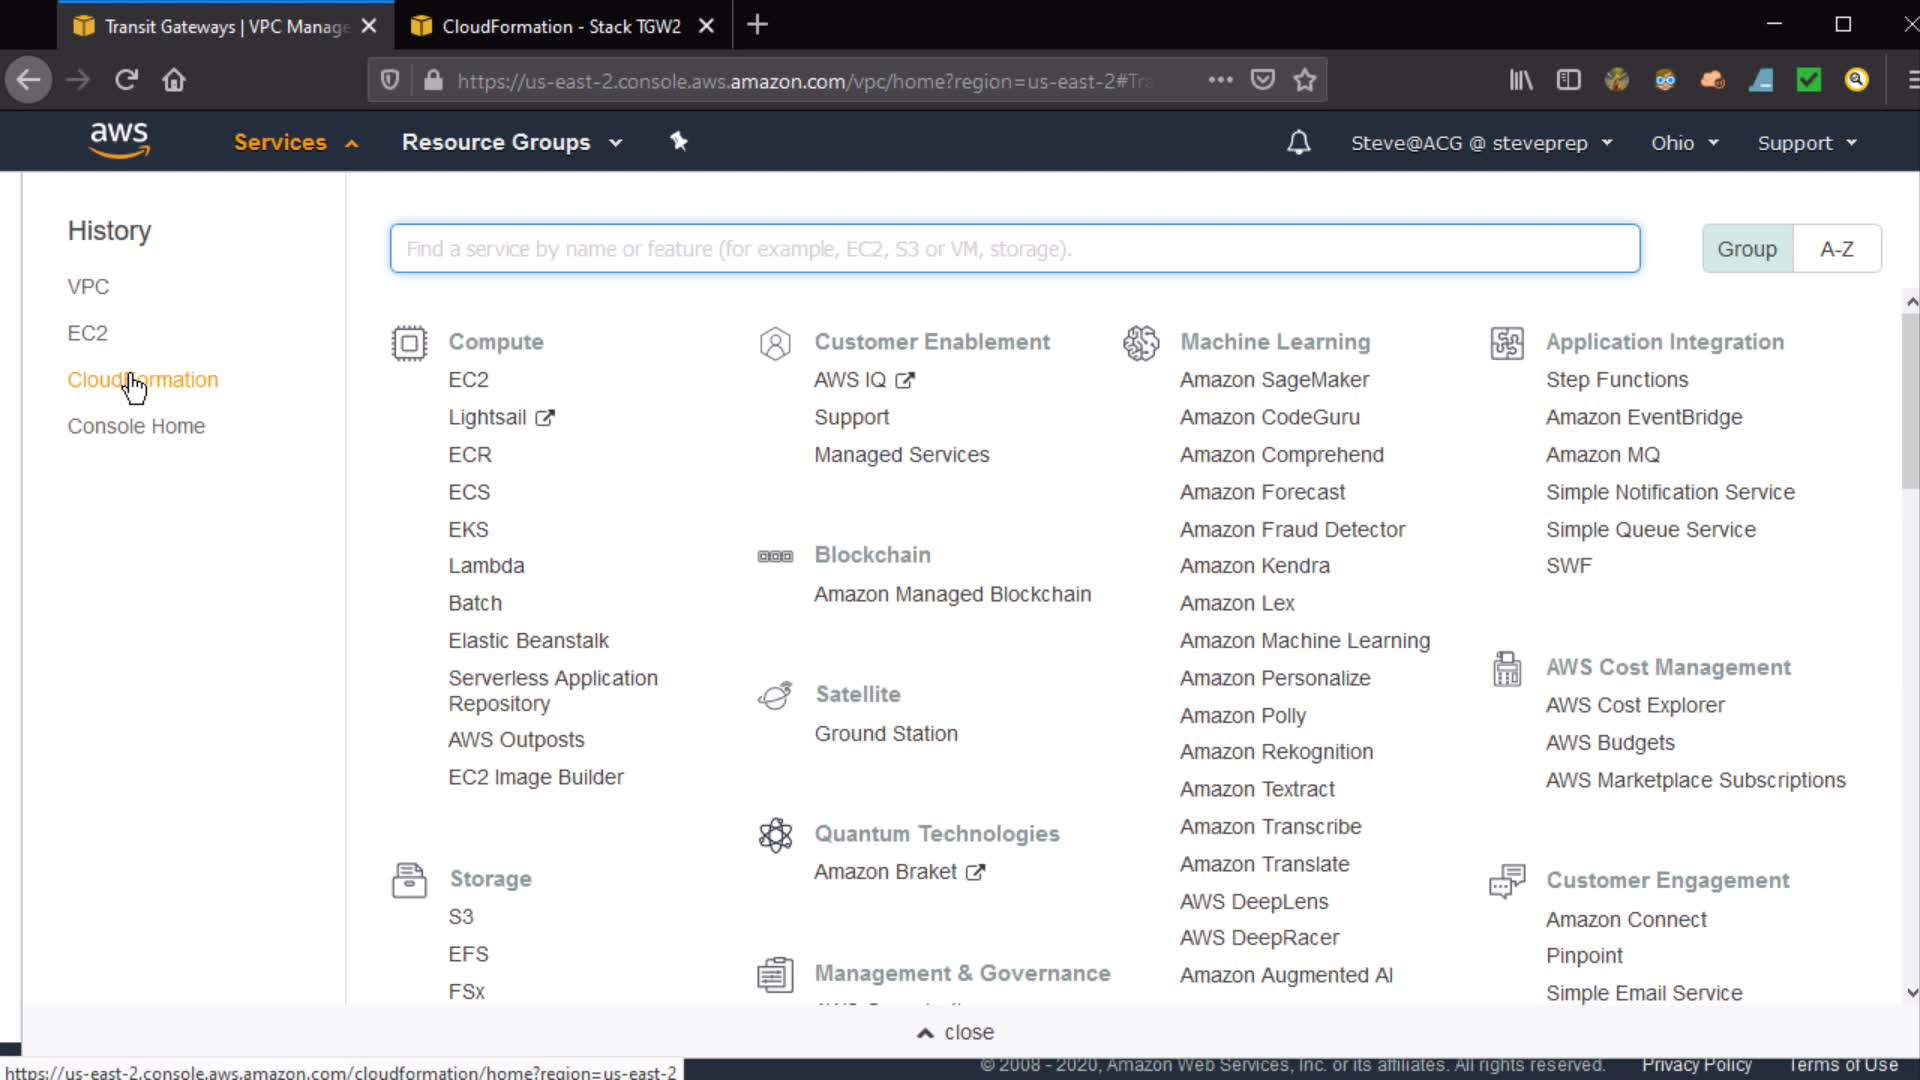 Transit Gateways | VPC Manage
CloudFormation - Stack TGW2
https://us-east-2.console.aws.amazon.com/vpc/home?region=us-east-2#Tra
aws
Services
Resource Groups
Steve@ACG @ steveprep
Ohio
Support
History
VPC
EC2
CloudFormation
Console Home
Find a service by name or feature (for example, EC2, S3 or VM, storage).
Group
A-Z
Compute
EC2
Lightsail
ECR
ECS
EKS
Lambda
Batch
Elastic Beanstalk
Serverless Application
Repository
AWS Outposts
EC2 Image Builder
Storage
S3
EFS
FSx
Customer Enablement
AWS IQ
Support
Managed Services
Blockchain
Amazon Managed Blockchain
Satellite
Ground Station
Quantum Technologies
Amazon Braket
Management & Governance
Machine Learning
Amazon SageMaker
Amazon CodeGuru
Amazon Comprehend
Amazon Forecast
Amazon Fraud Detector
Amazon Kendra
Amazon Lex
Amazon Machine Learning
Amazon Personalize
Amazon Polly
Amazon Rekognition
Amazon Textract
Amazon Transcribe
Amazon Translate
AWS DeepLens
AWS DeepRacer
Amazon Augmented AI
Application Integration
Step Functions
Amazon EventBridge
Amazon MQ
Simple Notification Service
Simple Queue Service
SWF
AWS Cost Management
AWS Cost Explorer
AWS Budgets
AWS Marketplace Subscriptions
Customer Engagement
Amazon Connect
Pinpoint
Simple Email Service
close
© 2008 - 2020, Amazon Web Services, Inc. or its affiliates. All rights reserved.
Privacy Policy
Terms of Use
https://us-east-2.console.aws.amazon.com/cloudformation/home?region=us-east-2